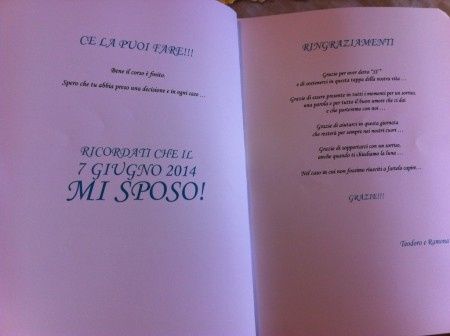 CE LA PUOI FARE!!!
Bene il corso è finito.
Spero che tu abbia preso una decisione e in ogni caso …
RICORDATI CHE IL
7 GIUGNO 2014
MI SPOSO!
RINGRAZIAMENTI
Grazie per aver detto "SI"
e di sostenerci in questa tappa della nostra vita …
Grazie di essere presente in tutti i momenti per un sorriso,
una parola e per tutto il buon umore che ci dai
e che porteremo con noi …
Grazie di aiutarci in questa giornata
che resterà per sempre nei nostri cuori …
Grazie di sopportarci con un sorriso,
anche quando ti chiediamo la luna …
Nel caso in cui non fossimo riusciti a fartelo capire…
GRAZIE!!!
Teodoro e Ramona